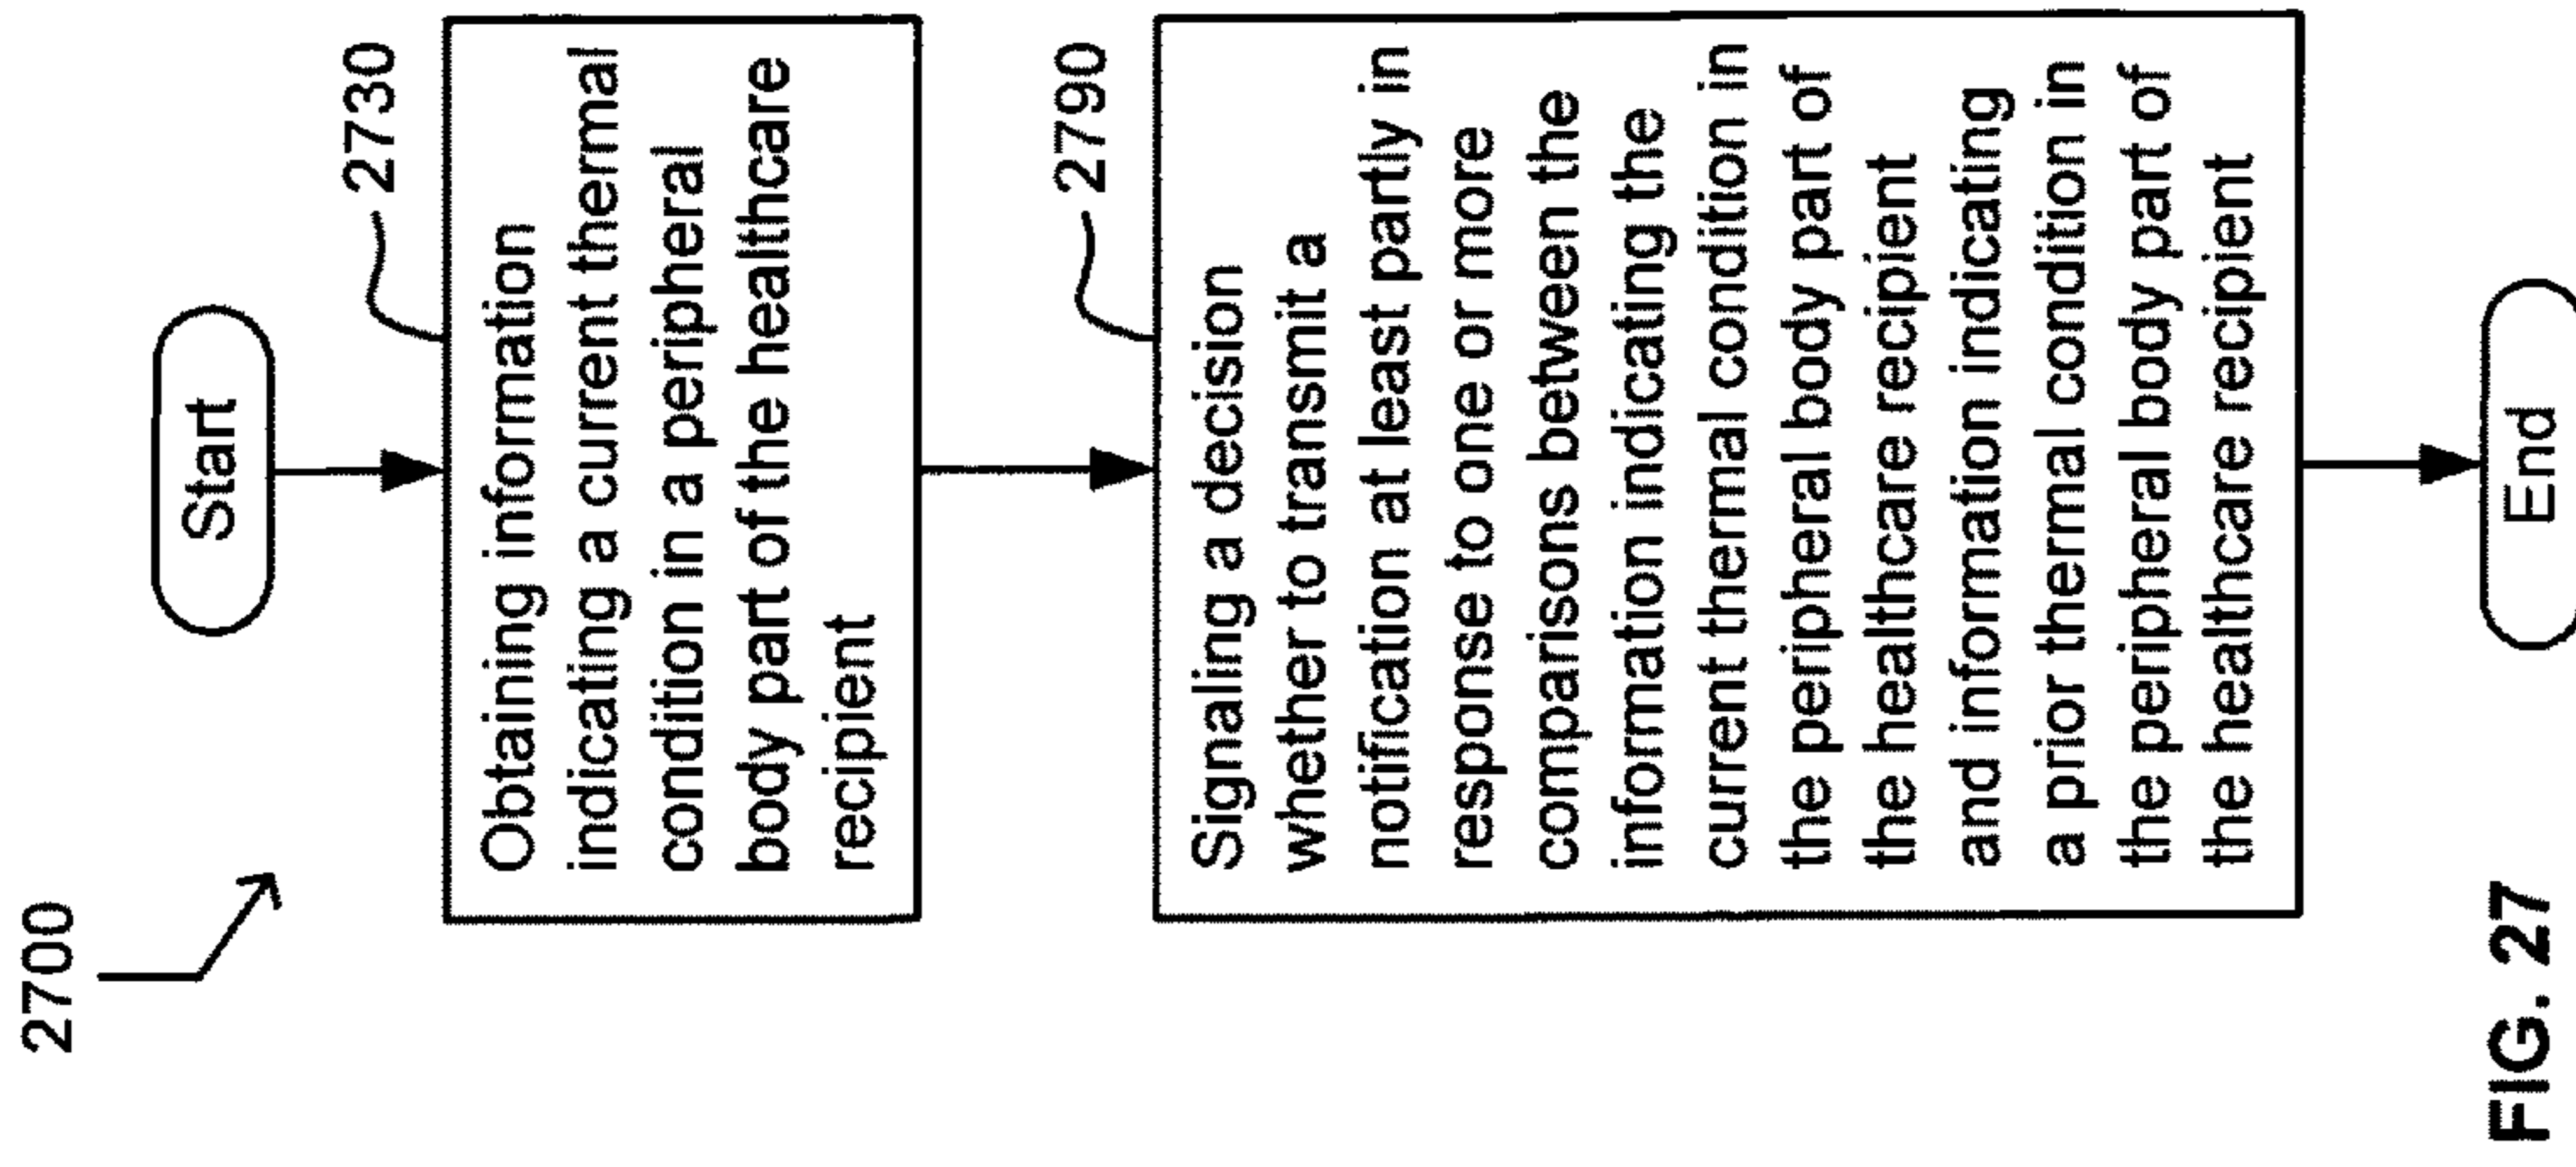 2700
Start
2730
Obtaining information
indicating a current thermal
condition in a peripheral
body part of the healthcare
recipient
2790
Signaling a decision
whether to transmit a
notification at least partly in
response to one or more
comparisons between the
information indicating the
current thermal condition in
the peripheral body part of
the healthcare recipient
and information indicating
a prior thermal condition in
the peripheral body part of
the healthcare recipient
End
FIG. 27